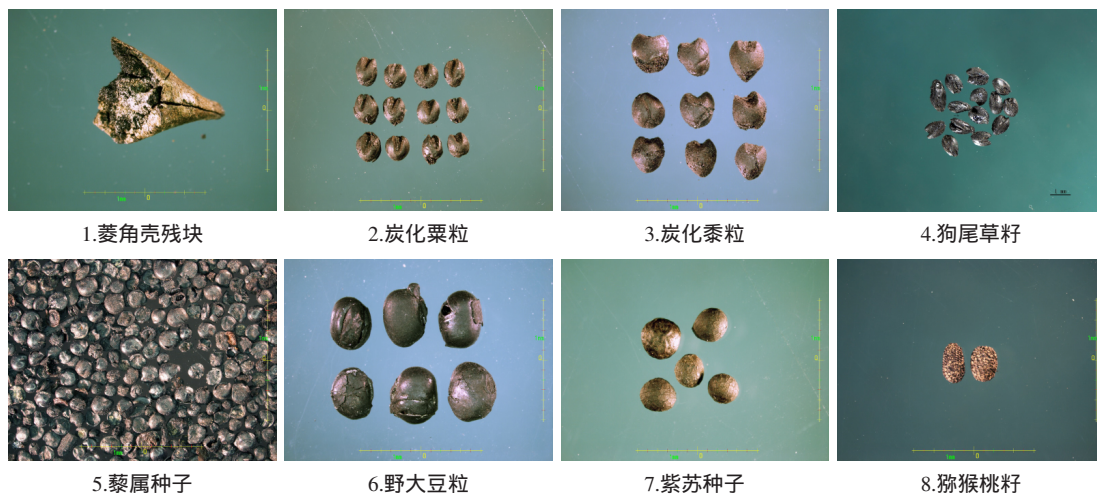 1.菱角壳残块
2.炭化粟粒
3.炭化黍粒
1 mm
4.狗尾草籽
5.藜属种子
6.野大豆粒
7.紫苏种子
8.猕猴桃籽